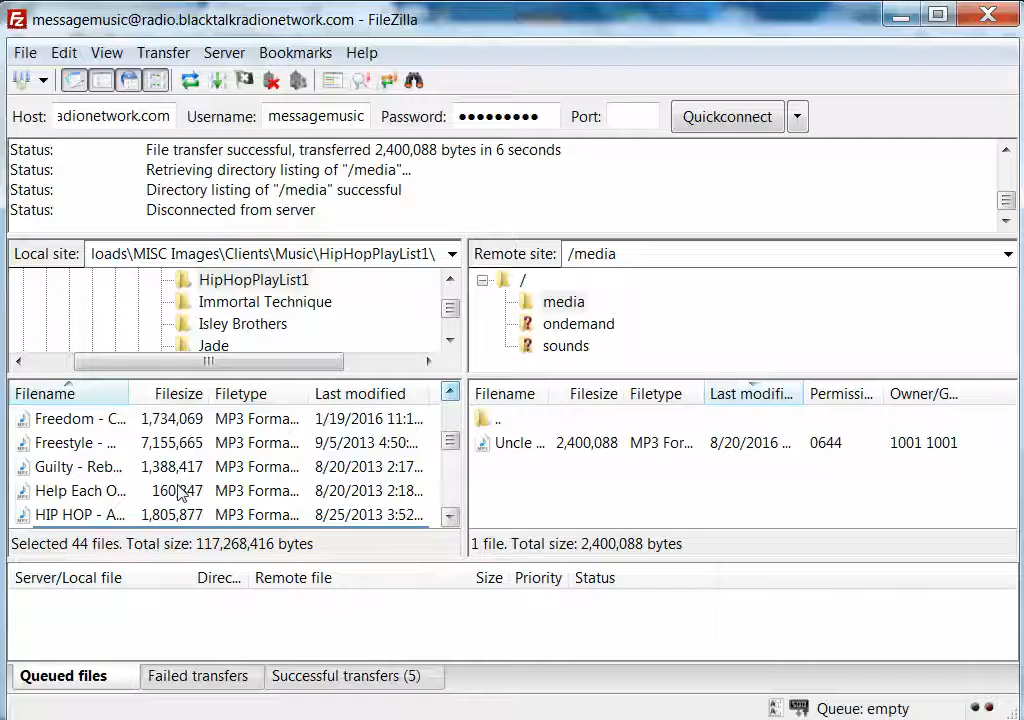 messagemusic@radio.blacktalkradionetwork.com - FileZilla
File Edit View Transfer Server Bookmarks Help
Host: adionetwork.com Username: messagemusic Password: ●●●●●●●●● Port: Quickconnect
Status: File transfer successful, transferred 2,400,088 bytes in 6 seconds
Status: Retrieving directory listing of "/media"...
Status: Directory listing of "/media" successful
Status: Disconnected from server
Local site: loads\MISC Images\Clients\Music\HipHopPlayList1\ Remote site: /media
HipHopPlayList1 /
Immortal Technique media
Isley Brothers ondemand
Jade sounds
Filename Filesize Filetype Last modified Filename Filesize Filetype Last modifi... Permissi... Owner/G...
Freedom - C... 1,734,069 MP3 Forma... 1/19/2016 11:1... ..
Freestyle - ... 7,155,665 MP3 Forma... 9/5/2013 4:50:... Uncle ... 2,400,088 MP3 For... 8/20/2016 ... 0644 1001 1001
Guilty - Reb... 1,388,417 MP3 Forma... 8/20/2013 2:17...
Help Each O... MP3 Forma... 8/20/2013 2:18...
HIP HOP - A... 1,805,877 MP3 Forma... 8/25/2013 3:52...
Selected 44 files. Total size: 117,268,416 bytes 1 file. Total size: 2,400,088 bytes
Server/Local file Direc... Remote file Size Priority Status
Queued files Failed transfers Successful transfers (5)
Queue: empty